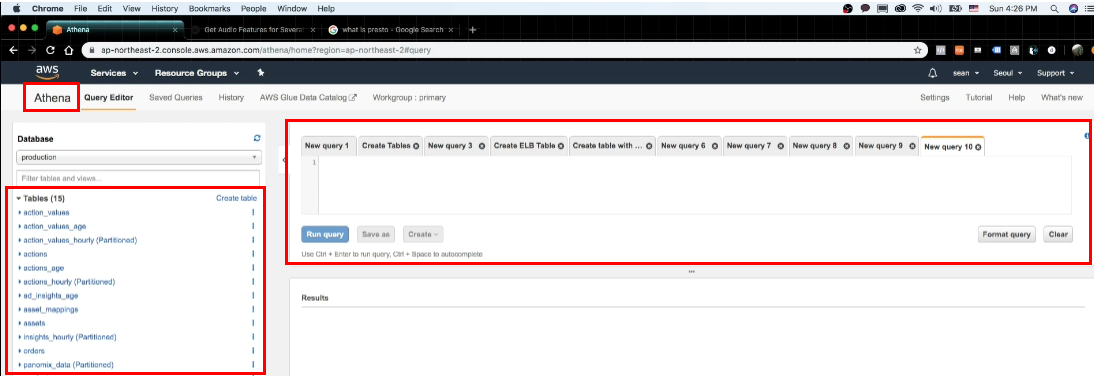 Chrome File Edit View History Bookmarks People Window Help Sun 4:26 PM
Athena Get Audio Features for Severa what is presto - Google Search
ap-northeast-2.console.aws.amazon.com/athena/home?region=ap-northeast-2#query
aws Services Resource Groups sean Seoul Support
Athena Query Editor Saved Queries History AWS Glue Data Catalog Workgroup : primary Settings Tutorial Help What's new
Database
production
Filter tables and views...
Tables (15) Create table
action_values
action_values_age
action_values_hourly (Partitioned)
actions
actions_age
actions_hourly (Partitioned)
ad_insights_age
asset_mappings
assets
insights_hourly (Partitioned)
orders
panomix_data (Partitioned)
New query 1 Create Tables New query 3 Create ELB Table Create table with ... New query 6 New query 7 New query 8 New query 9 New query 10
1
Run query Save as Create Format query Clear
Use Ctrl + Enter to run query, Ctrl + Space to autocomplete
Results